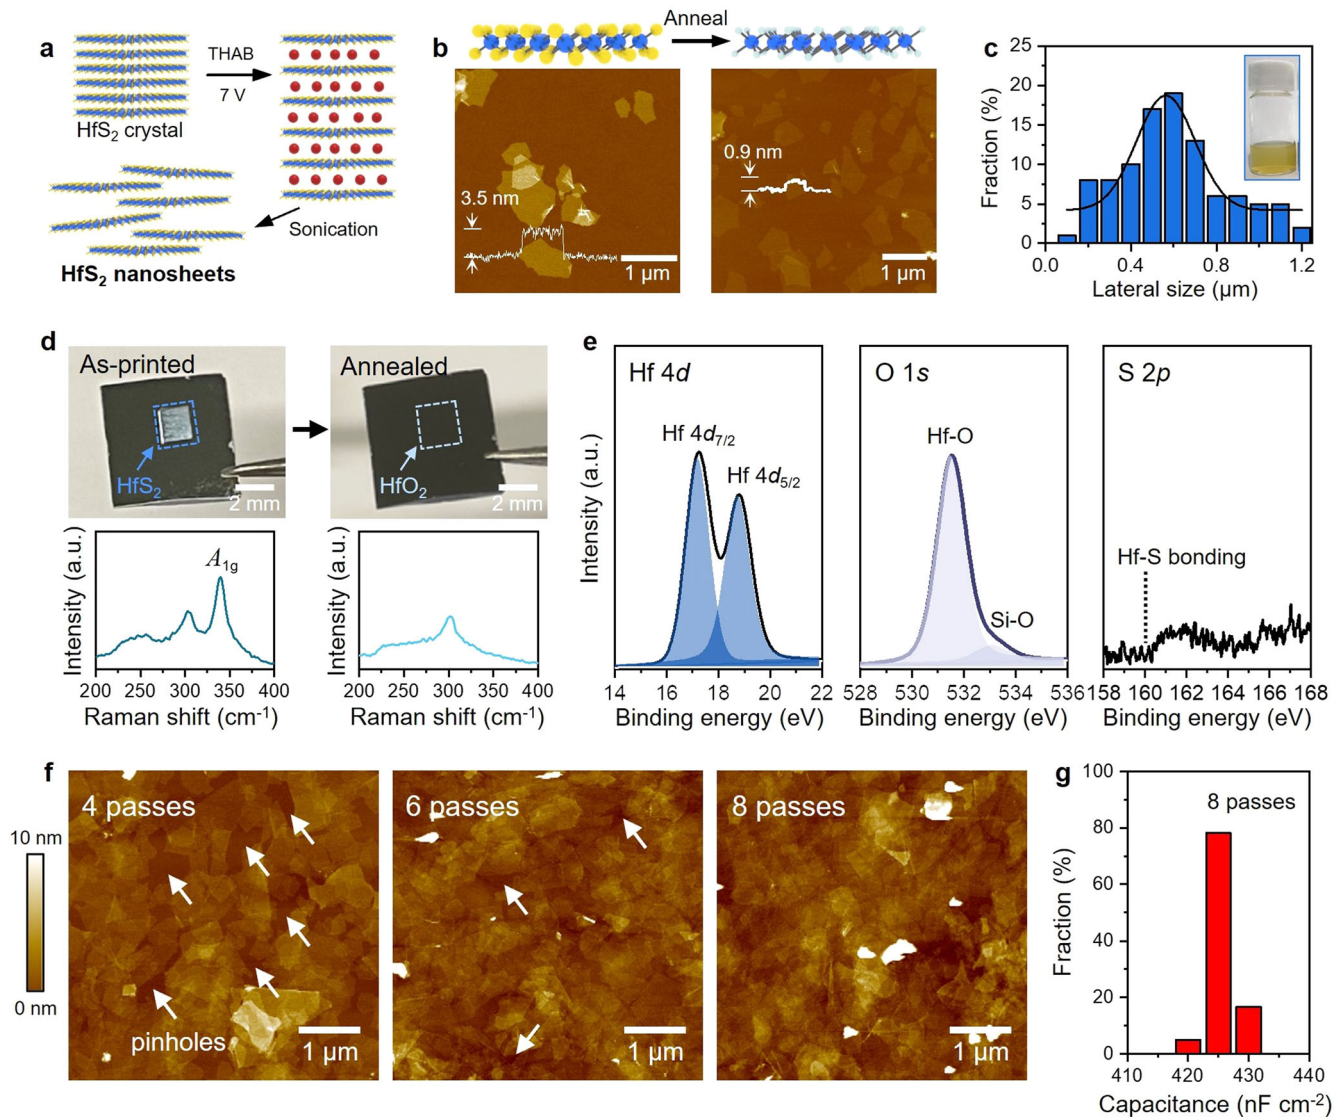 a
THAB
7 V
HfS₂ crystal
Sonication
HfS₂ nanosheets
b
Anneal
3.5 nm
1 µm
0.9 nm
1 µm
c
25
20
15
10
5
0
Fraction (%)
0.0 0.4 0.8 1.2
Lateral size (µm)
d
As-printed
HfS₂
2 mm
Annealed
HfO₂
2 mm
Intensity (a.u.)
A₁g
200 250 300 350 400
Raman shift (cm⁻¹)
Intensity (a.u.)
200 250 300 350 400
Raman shift (cm⁻¹)
e
Intensity (a.u.)
Hf 4d
Hf 4d₇/₂
Hf 4d₅/₂
14 16 18 20 22
Binding energy (eV)
O 1s
Hf-O
Si-O
528 530 532 534 536
Binding energy (eV)
S 2p
Hf-S bonding
158 160 162 164 166 168
Binding energy (eV)
f
10 nm
0 nm
4 passes
pinholes
1 µm
6 passes
1 µm
8 passes
1 µm
g
8 passes
100
80
60
40
20
0
Fraction (%)
410 420 430 440
Capacitance (nF cm⁻²)